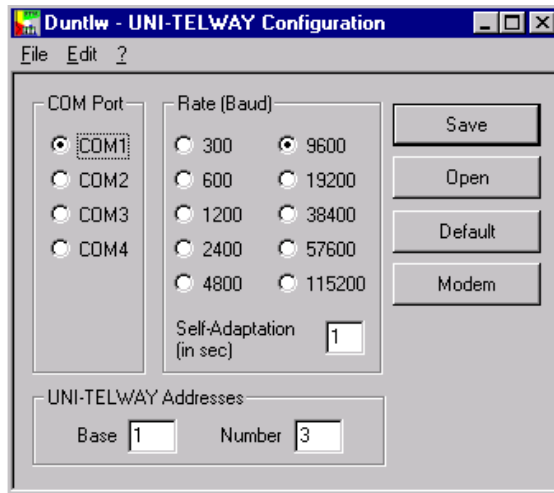 Duntlw - UNI-TELWAY Configuration
File Edit ?
COM Port
COM1
COM2
COM3
COM4
Rate (Baud)
300 9600
600 19200
1200 38400
2400 57600
4800 115200
Self-Adaptation 1
(in sec)
Save
Open
Default
Modem
UNI-TELWAY Addresses
Base 1 Number 3